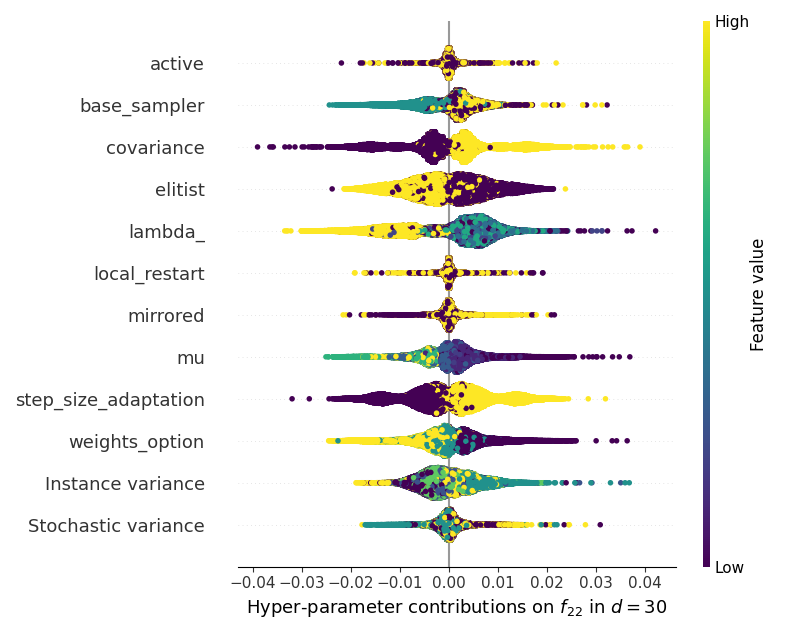 High
active
base_sampler
covariance
elitist
lambda_
local_restart
mirrored
mu
step_size_adaptation
weights_option
Instance variance
Stochastic variance
Feature value
Low
−0.04 −0.03 −0.02 −0.01 0.00 0.01 0.02 0.03 0.04
Hyper-parameter contributions on $f_{22}$ in $d = 30$